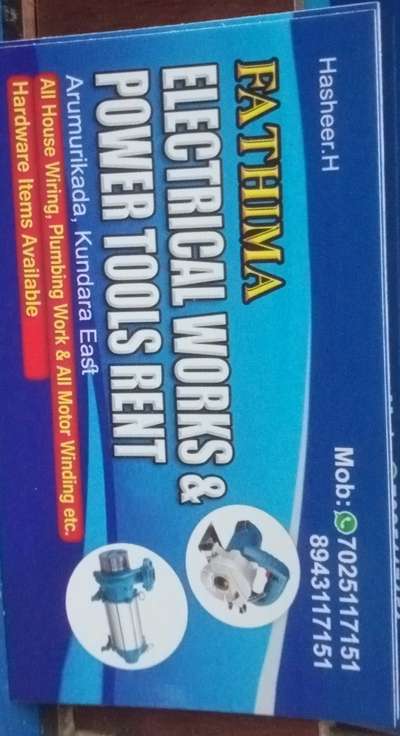 Hasheer.H
Mob: 7025117151
8943117151
FATHIMA
ELECTRICAL WORKS &
POWER TOOLS RENT
Arumurikada, Kundara East
All House Wiring, Plumbing Work & All Motor Winding etc.
Hardware Items Available